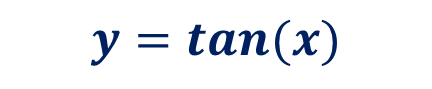 y = tan(x)